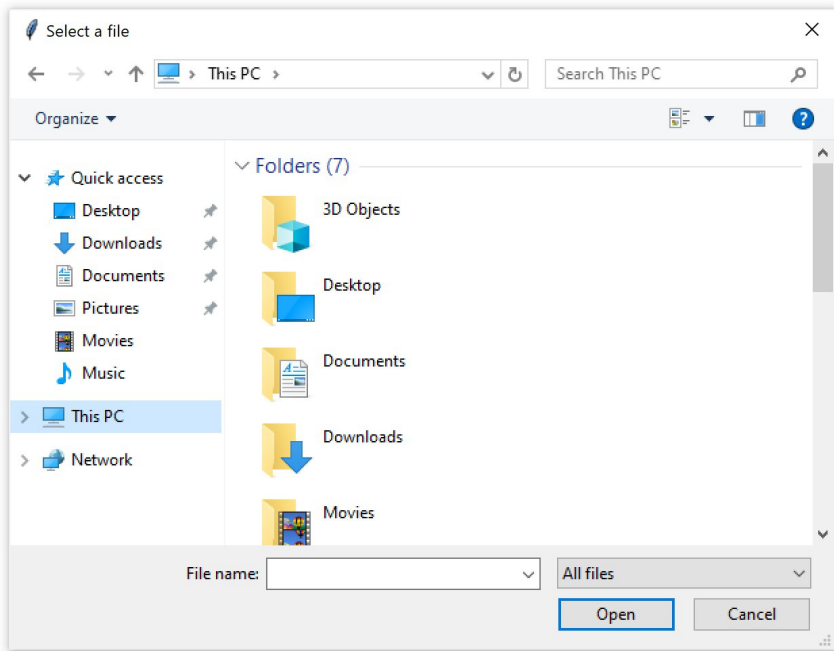 Select a file
This PC
Search This PC
Organize
?
Quick access
Desktop
Downloads
Documents
Pictures
Movies
Music
This PC
Network
Folders (7)
3D Objects
Desktop
Documents
Downloads
Movies
File name:
All files
Open
Cancel